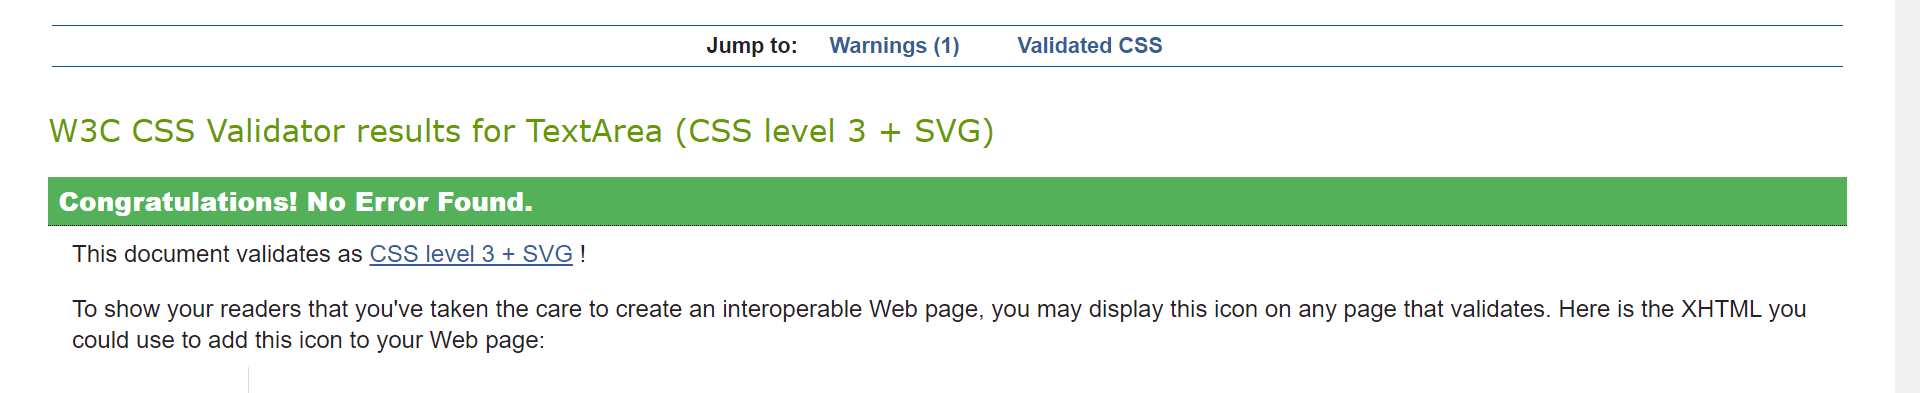 Jump to: Warnings (1) Validated CSS
W3C CSS Validator results for TextArea (CSS level 3 + SVG)
Congratulations! No Error Found.
This document validates as CSS level 3 + SVG !
To show your readers that you've taken the care to create an interoperable Web page, you may display this icon on any page that validates. Here is the XHTML you
could use to add this icon to your Web page: